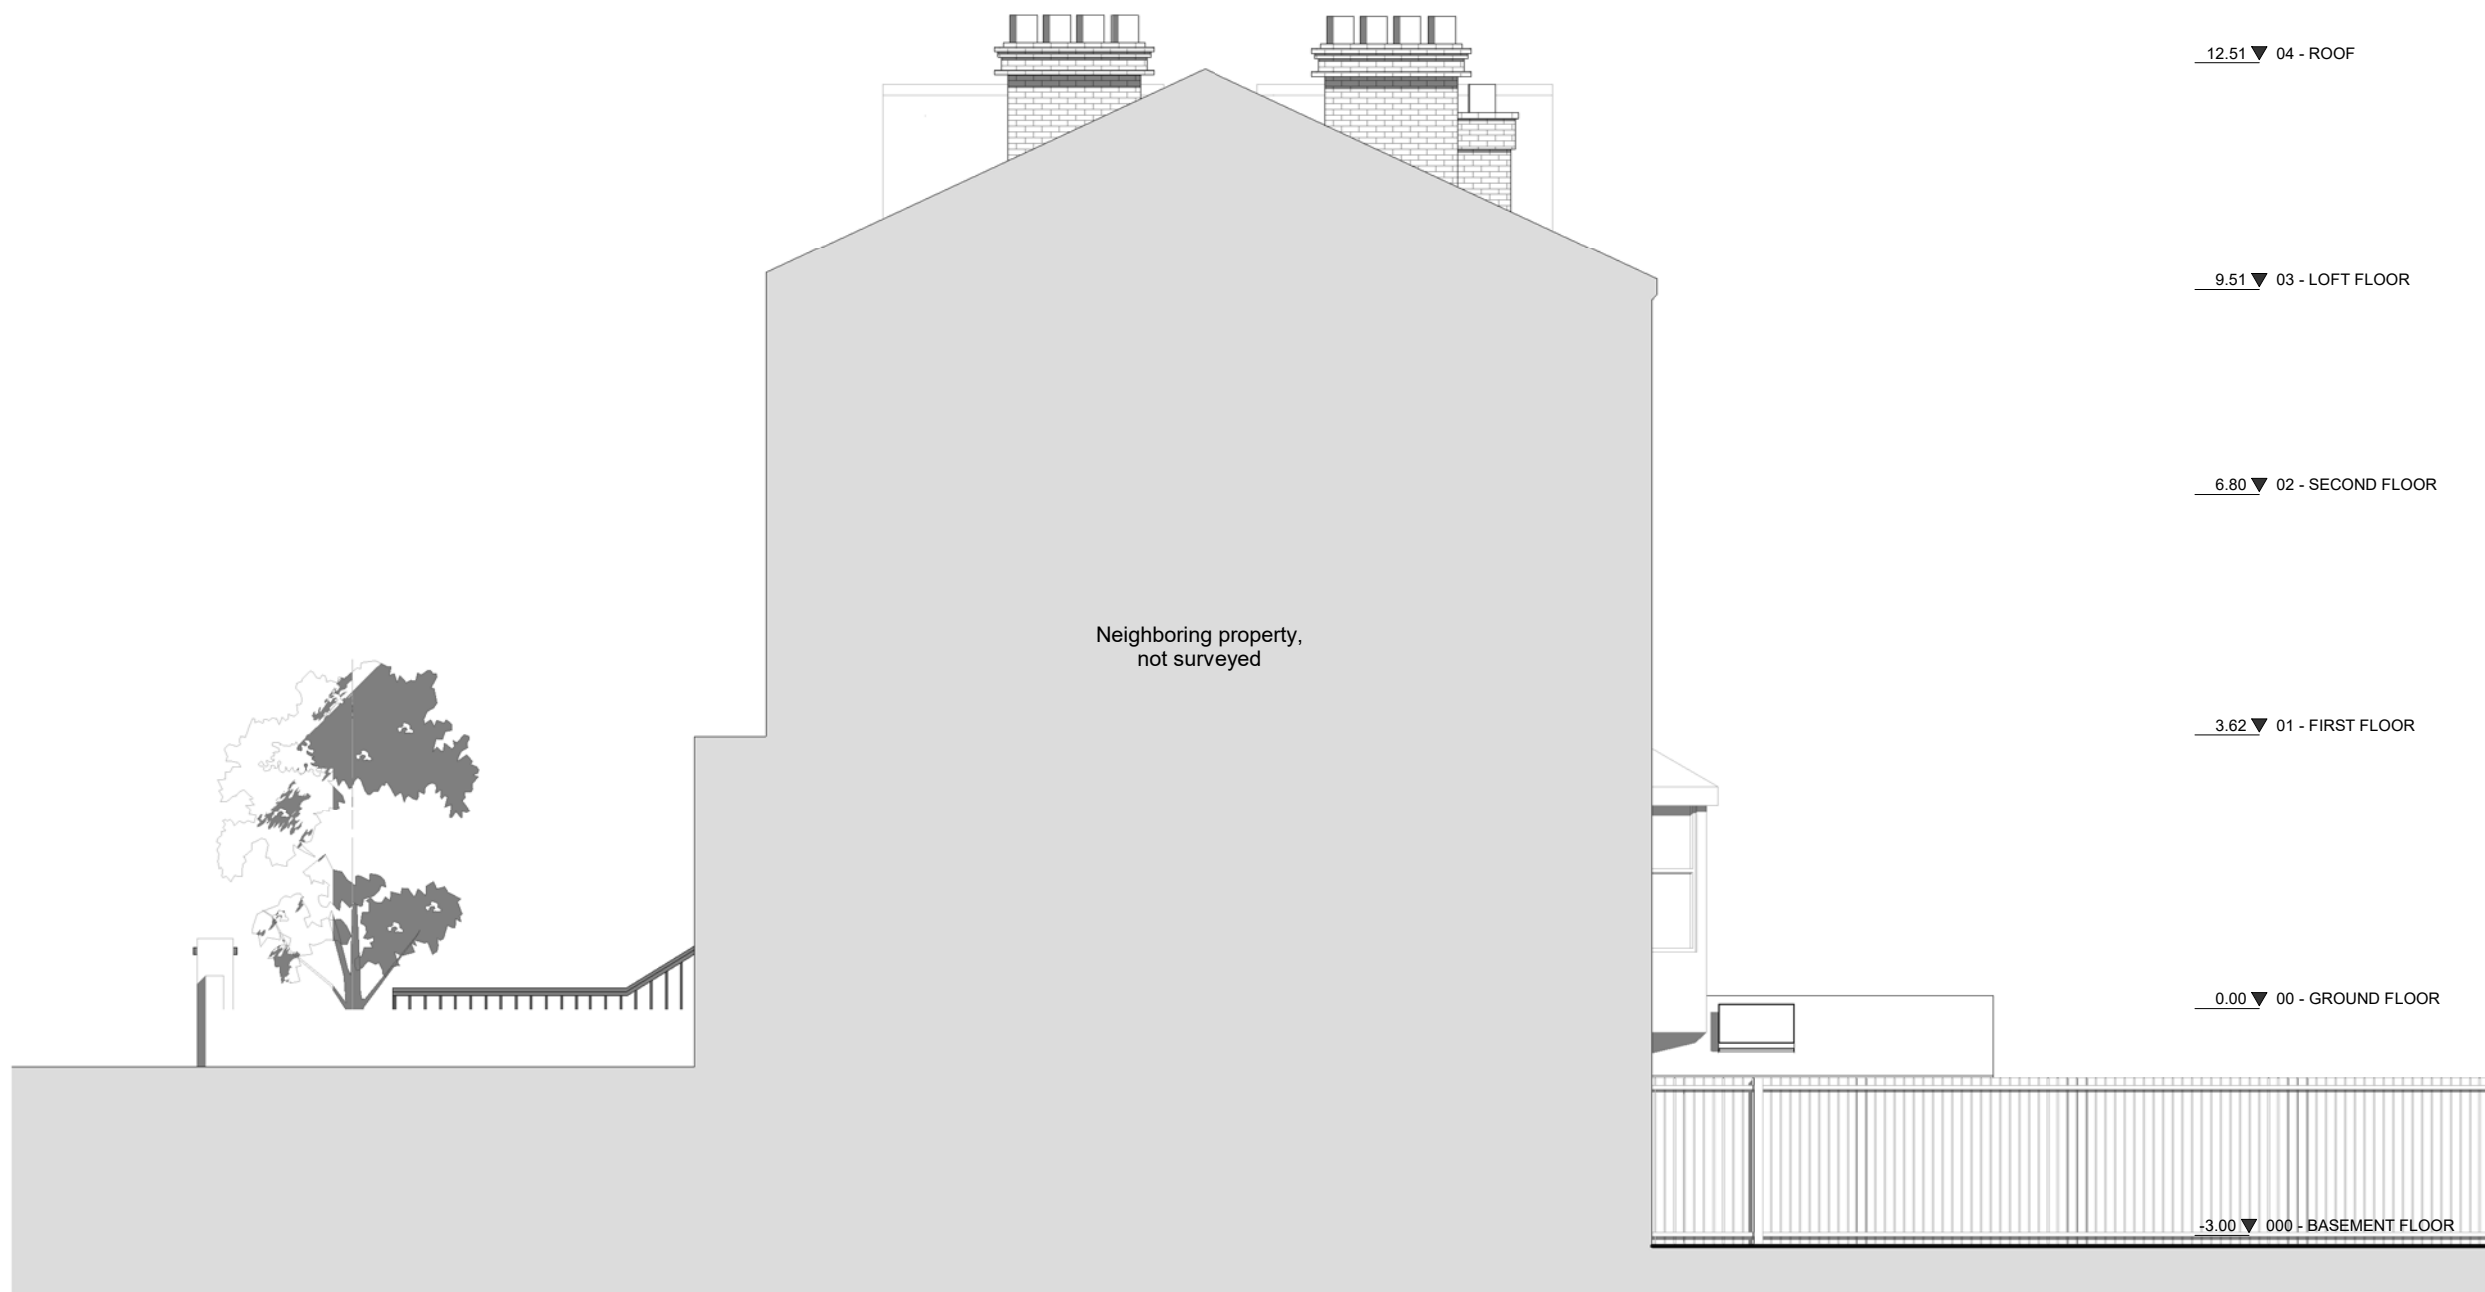 12.51 04 - ROOF
9.51 03 - LOFT FLOOR
6.80 02 - SECOND FLOOR
Neighboring property,
not surveyed
3.62 01 - FIRST FLOOR
0.00 00 - GROUND FLOOR
-3.00 000 - BASEMENT FLOOR